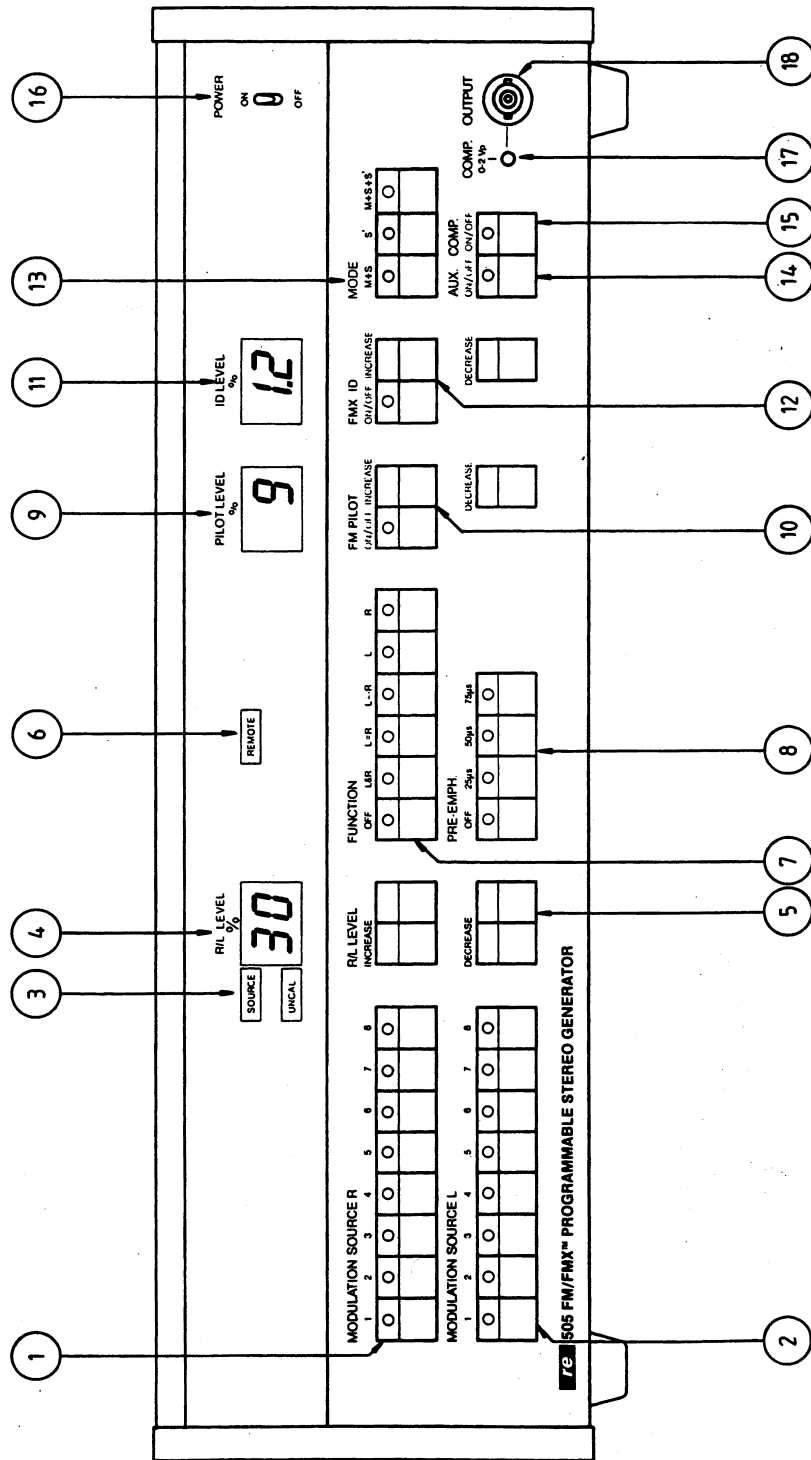 1 3 4 6 9 11 13 16
R/L LEVEL
%
PILOT LEVEL
%
ID LEVEL
%
POWER
SOURCE
UNCAL
30
REMOTE
9
1.2
ON
OFF
MODULATION SOURCE R
1 2 3 4 5 6 7 8
R/L LEVEL
INCREASE
FUNCTION
OFF L&R L=R L--R L R
FM PILOT
ON/OFF INCREASE
FMX ID
ON/OFF INCREASE
MODE
M+S S' M+S+S'
MODULATION SOURCE L
1 2 3 4 5 6 7 8
DECREASE
PRE-EMPH.
OFF 25µs 50µs 75µs
DECREASE
DECREASE
AUX. COMP.
ON/OFF ON/OFF
COMP. OUTPUT
0-2 Vp
re 505 FM/FMX™ PROGRAMMABLE STEREO GENERATOR
2 5 7 8 10 12 14 15 17 18